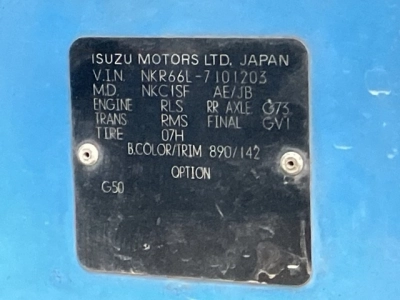 ISUZU MOTORS LTD, JAPAN
V.I.N. NKR66L-7101203
M.D. NKC1SF AE/JB
ENGINE RLS RR AXLE G73
TRANS RMS FINAL GV1
TIRE 07H
B.COLOR/TRIM 890/142
OPTION
G50